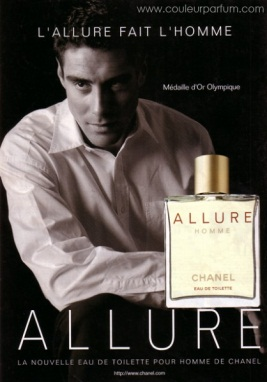 www.couleurparfum.com
L'ALLURE FAIT L'HOMME
Médaille d'Or Olympique
ALLURE
HOMME
CHANEL
EAU DE TOILETTE
ALLURE
LA NOUVELLE EAU DE TOILETTE POUR HOMME DE CHANEL
http://www.chanel.com